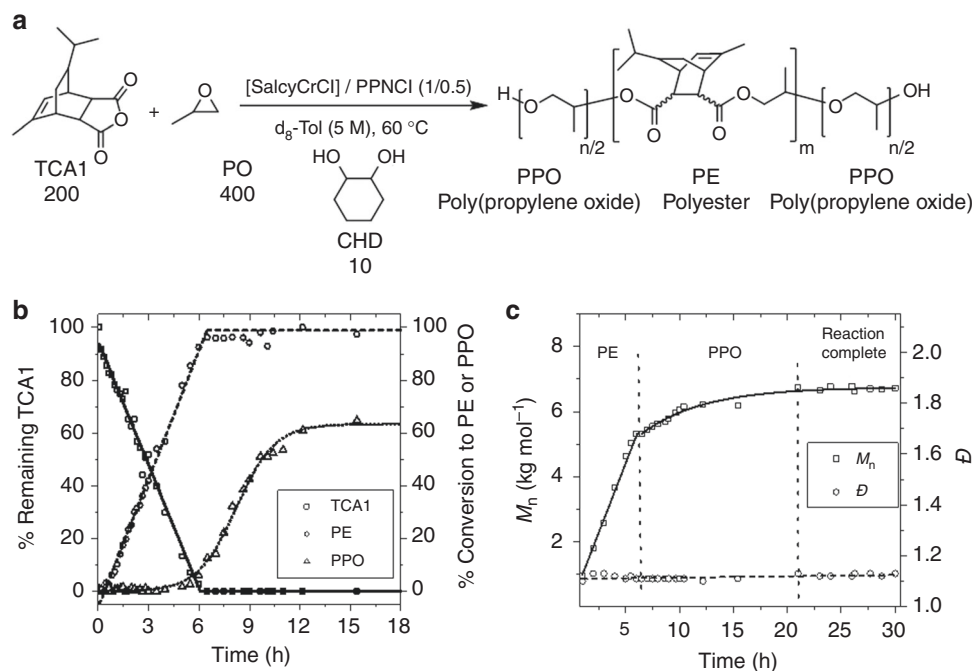 a
O
O
O
TCA1
200
+
O
PO
400
[SalcyCrCl] / PPNCl (1/0.5)
d8-Tol (5 M), 60 °C
HO OH
CHD
10
H O O O O O O OH
n/2 m n/2
PPO PE PPO
Poly(propylene oxide) Polyester Poly(propylene oxide)
b
% Remaining TCA1
100
80
60
40
20
0
0 3 6 9 12 15 18
Time (h)
100
80
60
40
20
0
% Conversion to PE or PPO
TCA1
PE
PPO
c
Mn (kg mol–1)
8
6
4
2
5 10 15 20 25 30
Time (h)
PE PPO Reaction
complete
Mn
Đ
2.0
1.8
1.6
1.4
1.2
1.0
Đ